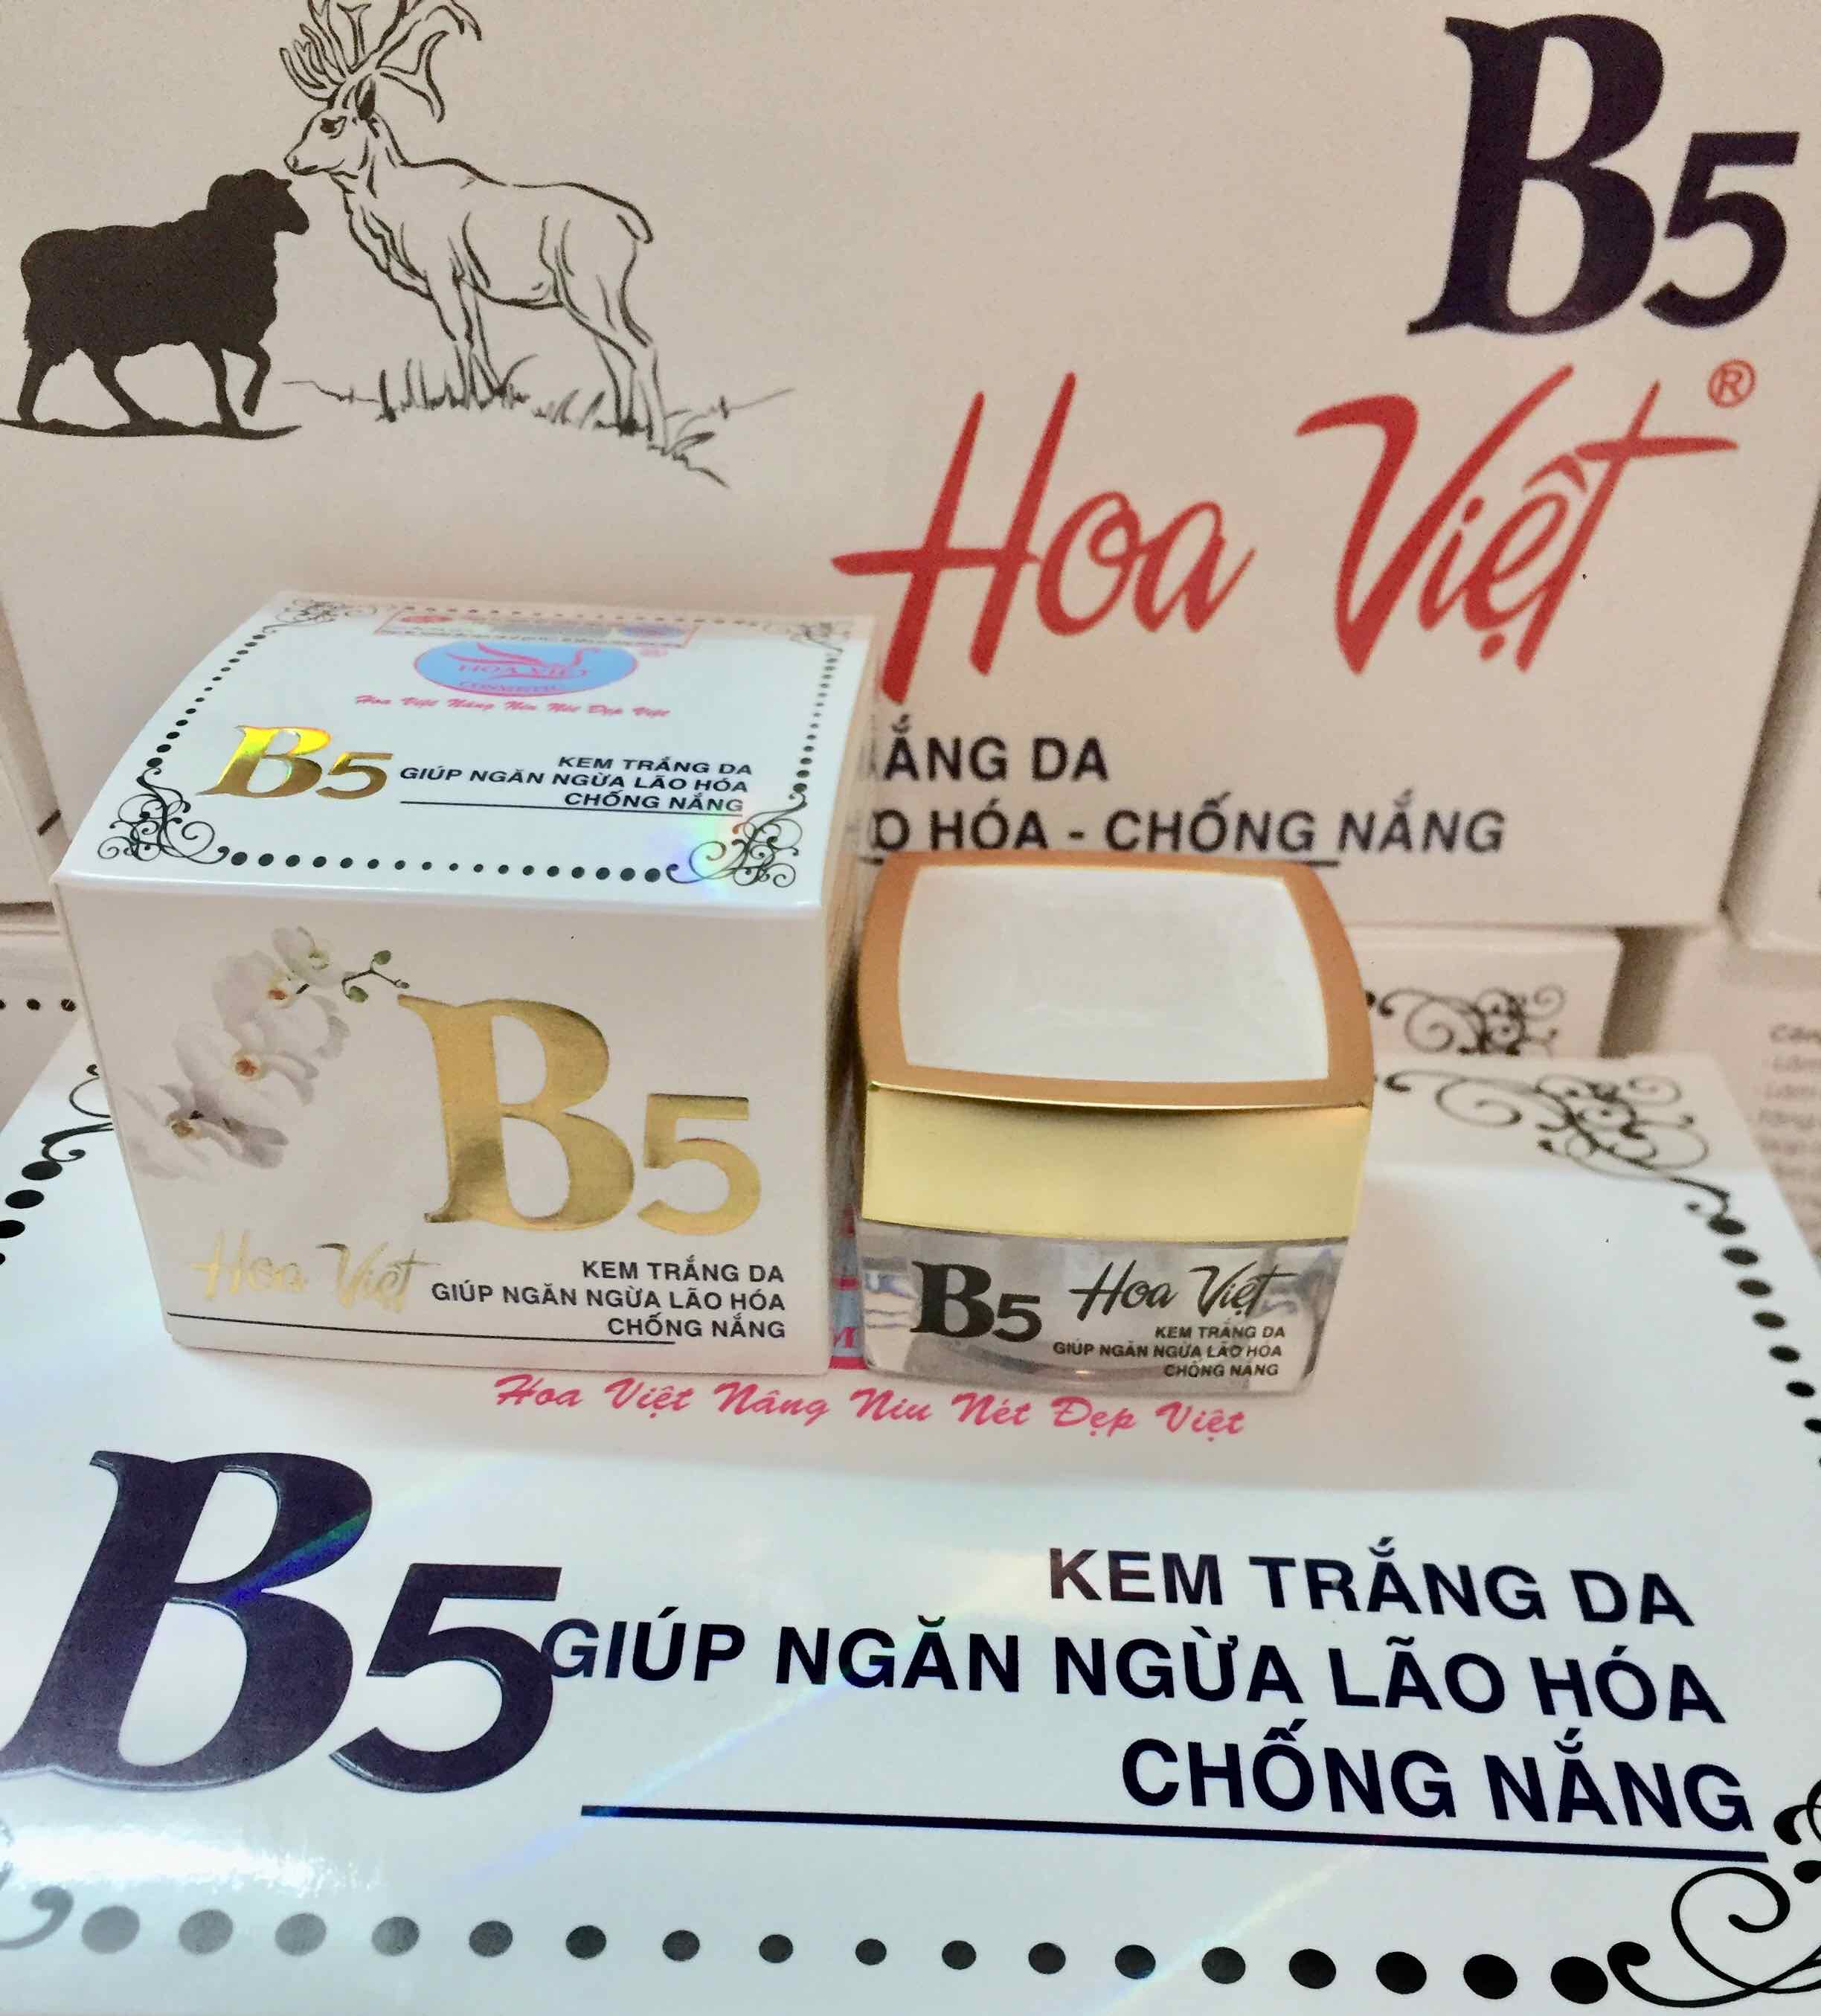 B5
Hoa Việt®
ẮNG DA
O HÓA - CHỐNG NẮNG
HOA VIỆT
COSMETIC
Hoa Việt Nâng Niu Nét Đẹp Việt
B5
KEM TRẮNG DA
GIÚP NGĂN NGỪA LÃO HÓA
CHỐNG NẮNG
B5
Hoa Việt
KEM TRẮNG DA
GIÚP NGĂN NGỪA LÃO HÓA
CHỐNG NẮNG
B5 Hoa Việt
KEM TRẮNG DA
GIÚP NGĂN NGỪA LÃO HÓA
CHỐNG NẮNG
Hoa Việt Nâng Niu Nét Đẹp Việt
B5
KEM TRẮNG DA
GIÚP NGĂN NGỪA LÃO HÓA
CHỐNG NẮNG